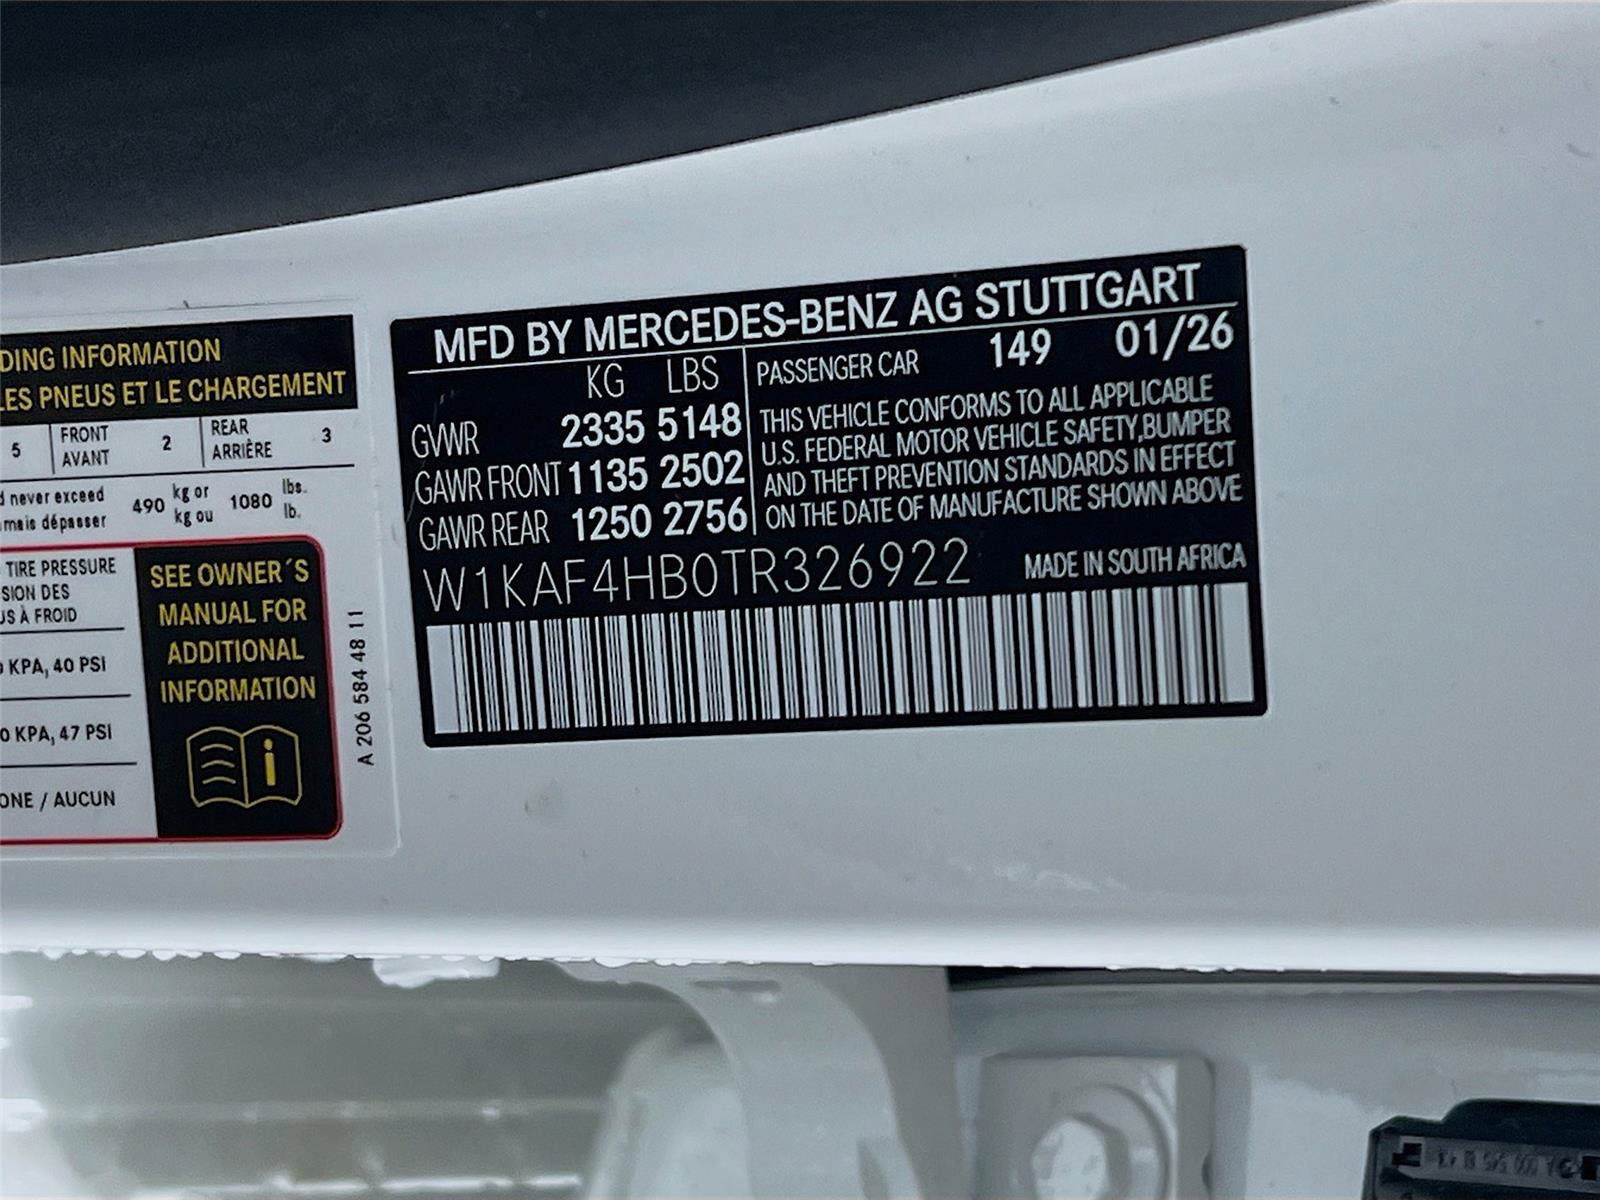 DING INFORMATION
LES PNEUS ET LE CHARGEMENT
5 FRONT AVANT 2 REAR ARRIÈRE 3
never exceed 490 kg or 1080 lbs.
mais dépasser kg ou lb.
TIRE PRESSURE
SION DES
US À FROID
KPA, 40 PSI
0 KPA, 47 PSI
ONE / AUCUN
SEE OWNER´S
MANUAL FOR
ADDITIONAL
INFORMATION
i
A 206 584 48 11
MFD BY MERCEDES-BENZ AG STUTTGART
KG LBS
GVWR 2335 5148
GAWR FRONT 1135 2502
GAWR REAR 1250 2756
PASSENGER CAR 149 01/26
THIS VEHICLE CONFORMS TO ALL APPLICABLE
U.S. FEDERAL MOTOR VEHICLE SAFETY,BUMPER
AND THEFT PREVENTION STANDARDS IN EFFECT
ON THE DATE OF MANUFACTURE SHOWN ABOVE
W1KAF4HB0TR326922 MADE IN SOUTH AFRICA